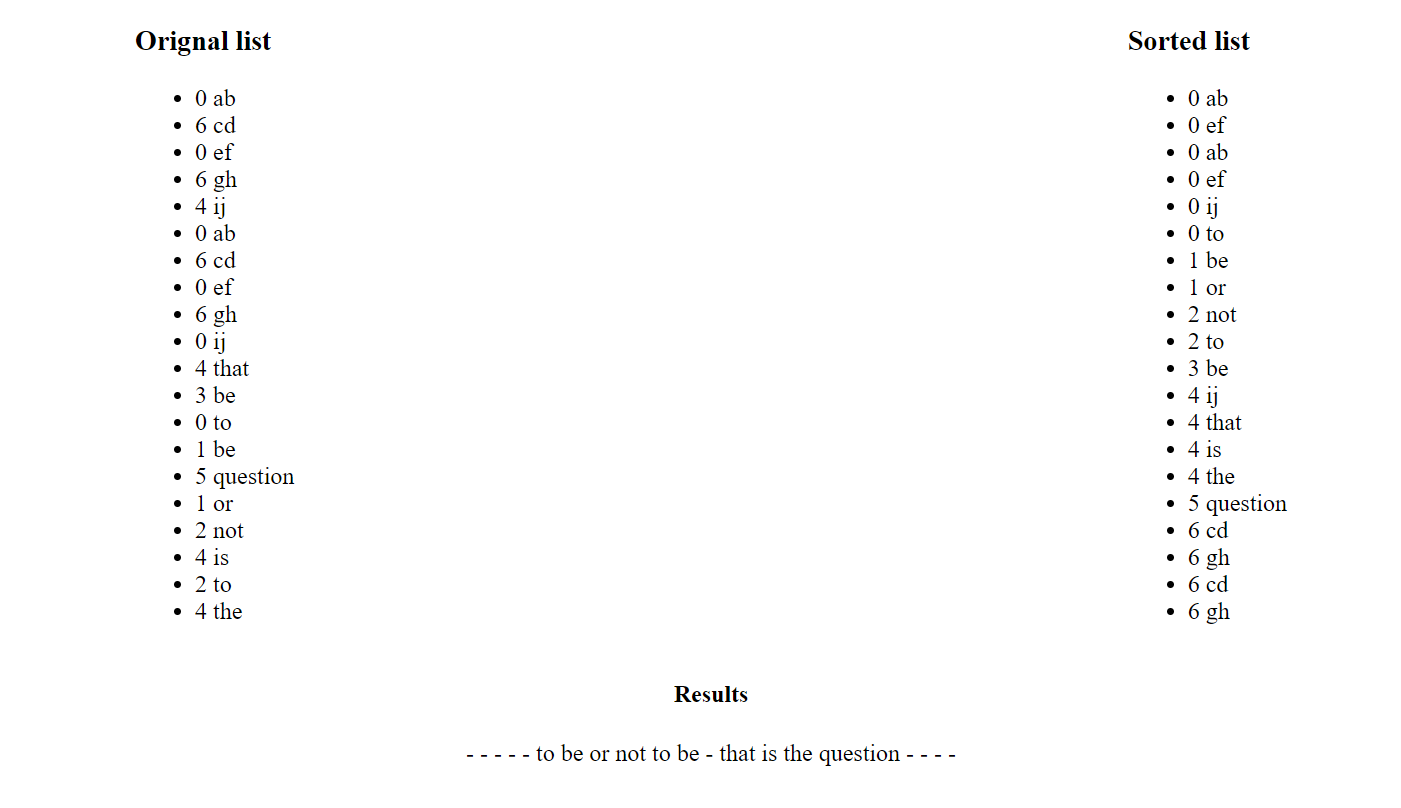 Orignal list
0 ab
6 cd
0 ef
6 gh
4 ij
0 ab
6 cd
0 ef
6 gh
0 ij
4 that
3 be
0 to
1 be
5 question
1 or
2 not
4 is
2 to
4 the
Sorted list
0 ab
0 ef
0 ab
0 ef
0 ij
0 to
1 be
1 or
2 not
2 to
3 be
4 ij
4 that
4 is
4 the
5 question
6 cd
6 gh
6 cd
6 gh
Results
- - - - - to be or not to be - that is the question - - - -